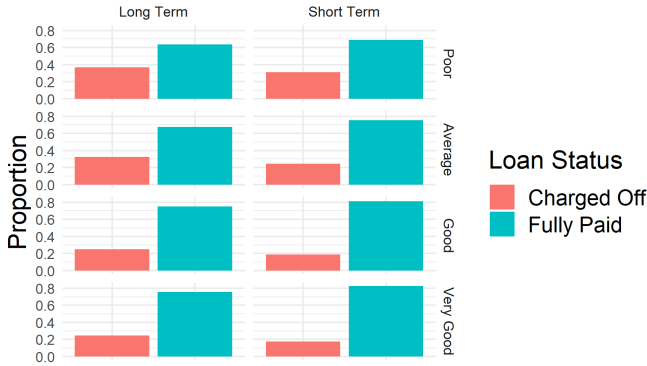 Long Term Short Term
0.8
0.6
0.4
0.2
0.0
Poor
0.8
0.6
0.4
0.2
0.0
Average
0.8
0.6
0.4
0.2
0.0
Good
0.8
0.6
0.4
0.2
0.0
Very Good
Proportion
Loan Status
Charged Off
Fully Paid